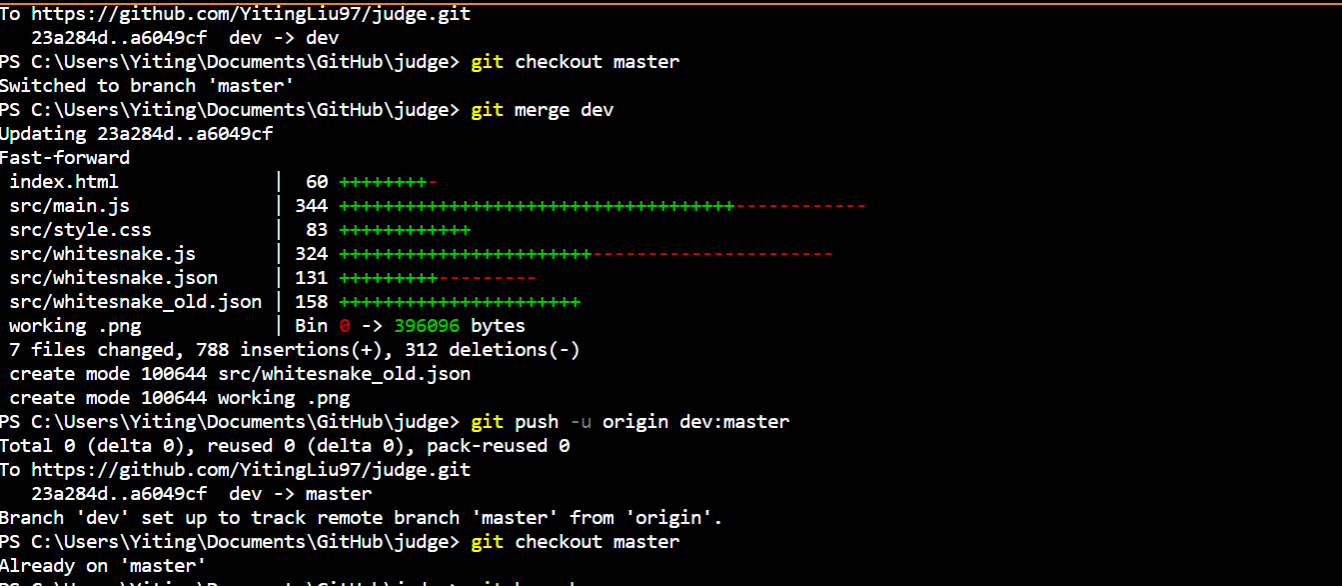 To https://github.com/YitingLiu97/judge.git
   23a284d..a6049cf  dev -> dev
PS C:\Users\Yiting\Documents\GitHub\judge> git checkout master
Switched to branch 'master'
PS C:\Users\Yiting\Documents\GitHub\judge> git merge dev
Updating 23a284d..a6049cf
Fast-forward
 index.html              |  60 ++++++++-
 src/main.js             | 344 ++++++++++++++++++++++++++++++++++++------------
 src/style.css           |  83 ++++++++++++
 src/whitesnake.js       | 324 +++++++++++++++++++++++----------------------
 src/whitesnake.json     | 131 +++++++++---------
 src/whitesnake_old.json | 158 ++++++++++++++++++++++
 working .png            | Bin 0 -> 396096 bytes
 7 files changed, 788 insertions(+), 312 deletions(-)
 create mode 100644 src/whitesnake_old.json
 create mode 100644 working .png
PS C:\Users\Yiting\Documents\GitHub\judge> git push -u origin dev:master
Total 0 (delta 0), reused 0 (delta 0), pack-reused 0
To https://github.com/YitingLiu97/judge.git
   23a284d..a6049cf  dev -> master
Branch 'dev' set up to track remote branch 'master' from 'origin'.
PS C:\Users\Yiting\Documents\GitHub\judge> git checkout master
Already on 'master'